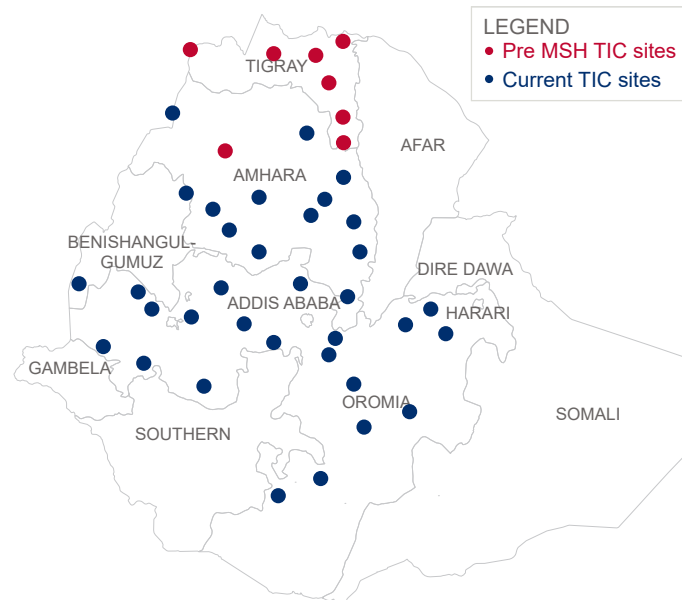 LEGEND
• Pre MSH TIC sites
• Current TIC sites
TIGRAY
AFAR
AMHARA
BENISHANGUL-
GUMUZ
DIRE DAWA
ADDIS ABABA
HARARI
GAMBELA
OROMIA
SOMALI
SOUTHERN